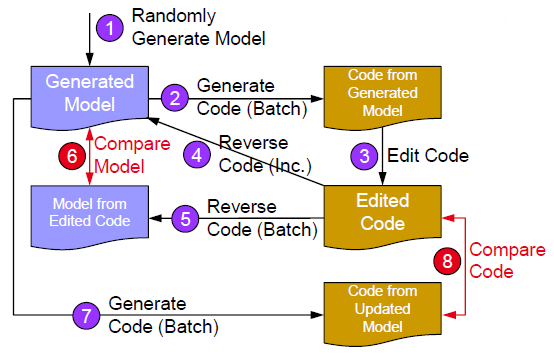 1
Randomly
Generate Model
Generated
Model
2
Generate
Code (Batch)
Code from
Generated
Model
6
Compare
Model
4
Reverse
Code (Inc.)
3
Edit Code
Model from
Edited Code
5
Reverse
Code (Batch)
Edited
Code
8
Compare
Code
7
Generate
Code (Batch)
Code from
Updated
Model